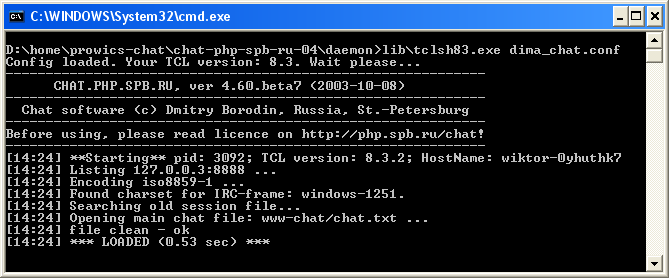 C:\WINDOWS\System32\cmd.exe
D:\home\prowics-chat\chat-php-spb-ru-04\daemon>lib\tclsh83.exe dima_chat.conf
Config loaded. Your TCL version: 8.3. Wait please...
------------------------------------------------------------
CHAT.PHP.SPB.RU, ver 4.60.beta7 (2003-10-08)
------------------------------------------------------------
Chat software (c) Dmitry Borodin, Russia, St.-Petersburg
------------------------------------------------------------
Before using, please read licence on http://php.spb.ru/chat!
------------------------------------------------------------
[14:24] **Starting** pid: 3092; TCL version: 8.3.2; HostName: wiktor-0yhuthk7
[14:24] Listing 127.0.0.3:8888 ...
[14:24] Encoding iso8859-1 ...
[14:24] Found charset for IRC-frame: windows-1251.
[14:24] Searching old session file...
[14:24] Opening main chat file: www-chat/chat.txt ...
[14:24] file clean - ok
[14:24] *** LOADED (0.53 sec) ***